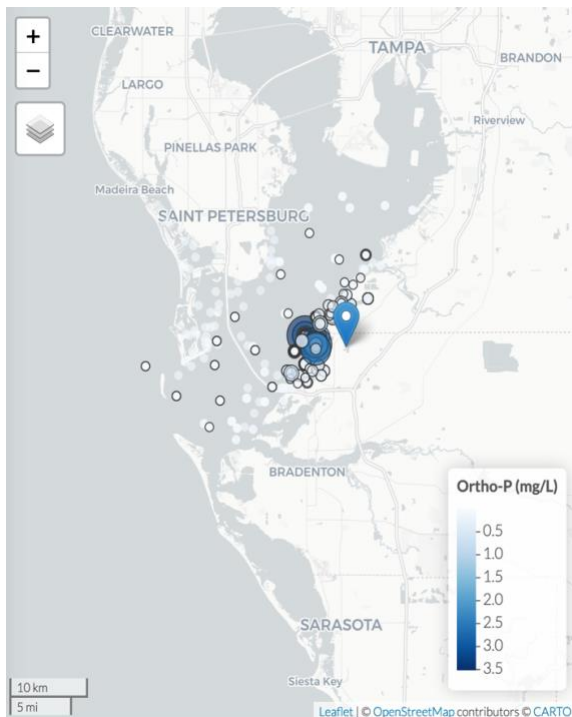 +
CLEARWATER
TAMPA
−
BRANDON
LARGO
Riverview
PINELLAS PARK
Madeira Beach
SAINT PETERSBURG
BRADENTON
Ortho-P (mg/L)
0.5
1.0
1.5
2.0
2.5
3.0
3.5
SARASOTA
Siesta Key
10 km
5 mi
Leaflet | © OpenStreetMap contributors © CARTO